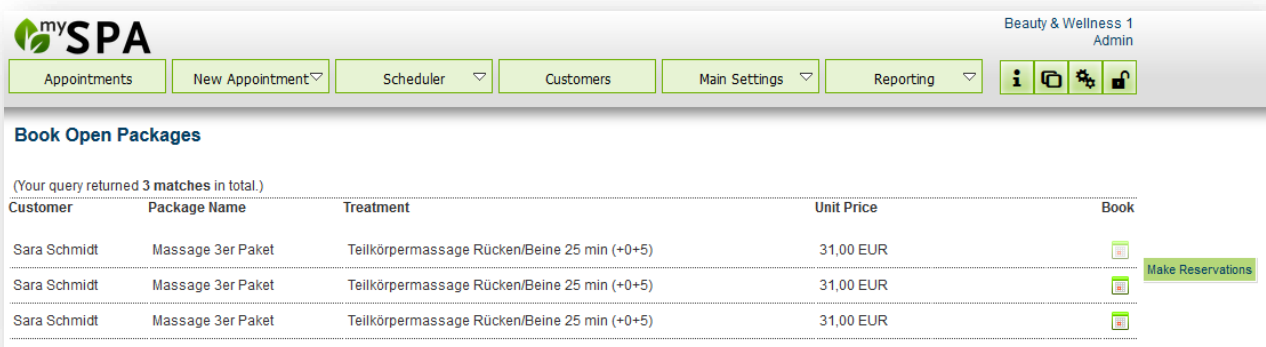 mySPA
Beauty & Wellness 1
Admin
Appointments New Appointment Scheduler Customers Main Settings Reporting
Book Open Packages
(Your query returned 3 matches in total.)
Customer Package Name Treatment Unit Price Book
Sara Schmidt Massage 3er Paket Teilkörpermassage Rücken/Beine 25 min (+0+5) 31,00 EUR
Make Reservations
Sara Schmidt Massage 3er Paket Teilkörpermassage Rücken/Beine 25 min (+0+5) 31,00 EUR
Sara Schmidt Massage 3er Paket Teilkörpermassage Rücken/Beine 25 min (+0+5) 31,00 EUR